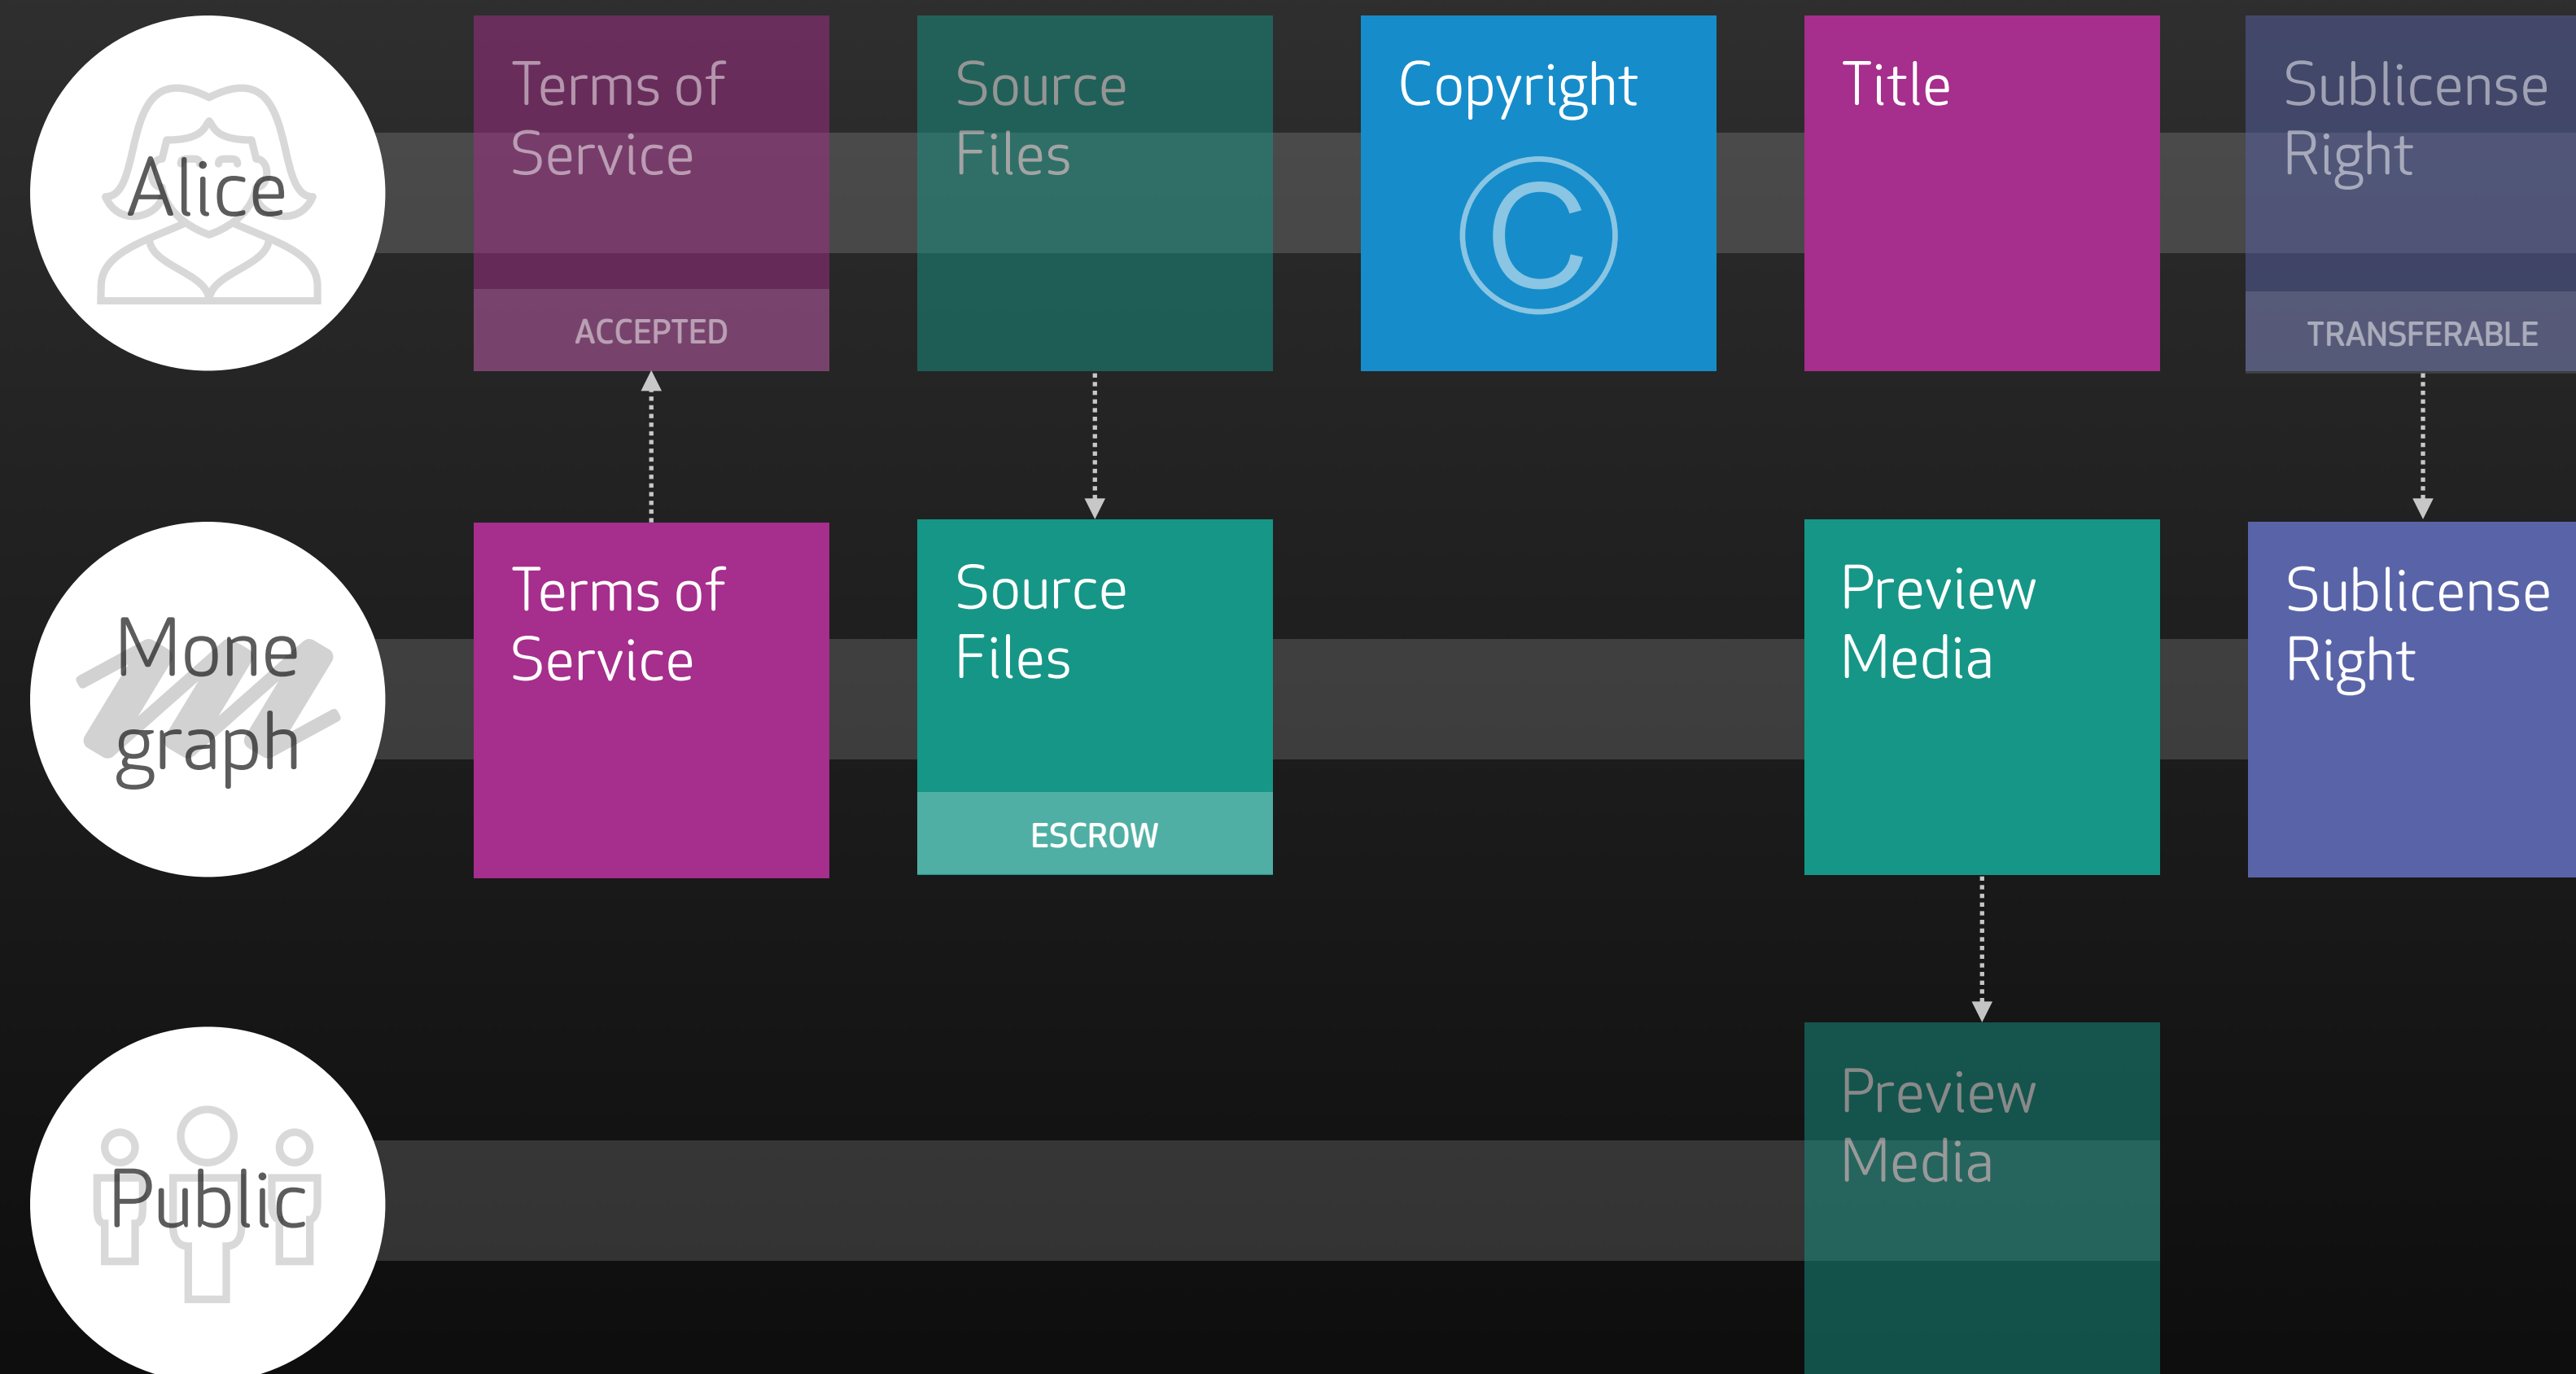 Alice
Terms of
Service
ACCEPTED
Source
Files
Copyright
©
Title
Sublicense
Right
TRANSFERABLE
Mone
graph
Terms of
Service
Source
Files
ESCROW
Preview
Media
Sublicense
Right
Public
Preview
Media